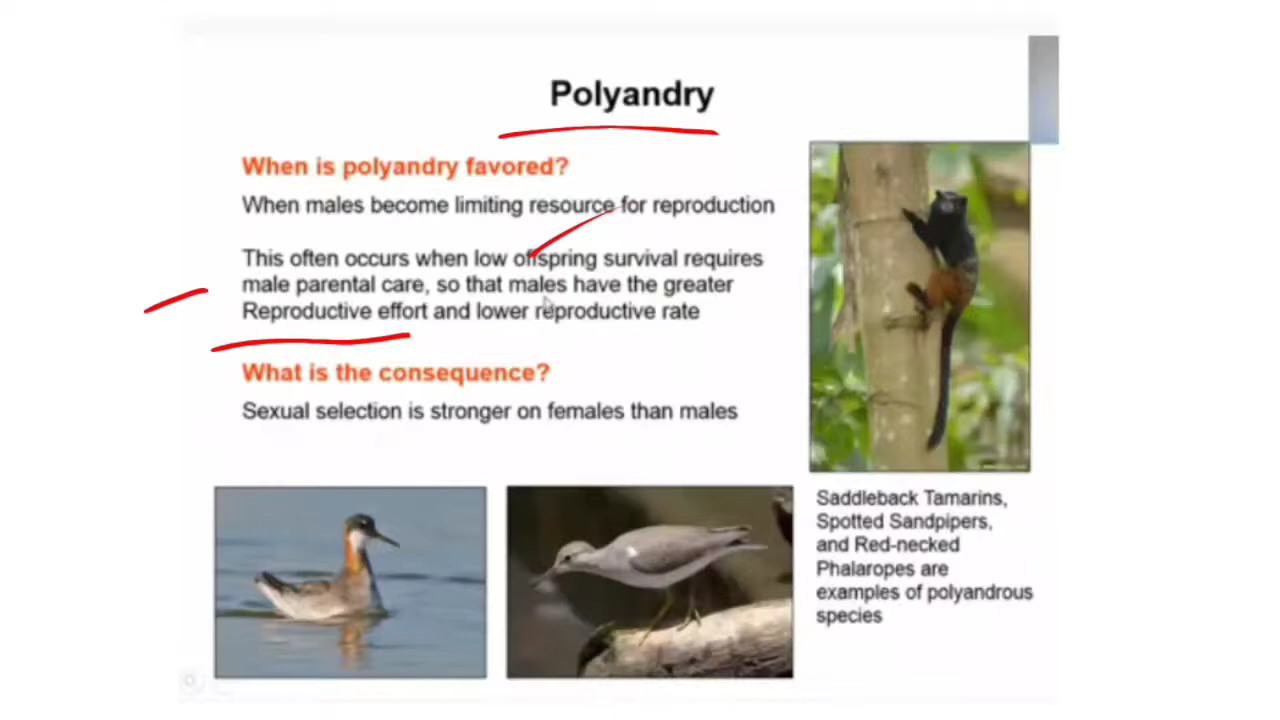 Polyandry
When is polyandry favored?
When males become limiting resource for reproduction
This often occurs when low offspring survival requires
male parental care, so that males have the greater
Reproductive effort and lower reproductive rate
What is the consequence?
Sexual selection is stronger on females than males
Saddleback Tamarins,
Spotted Sandpipers,
and Red-necked
Phalaropes are
examples of polyandrous
species